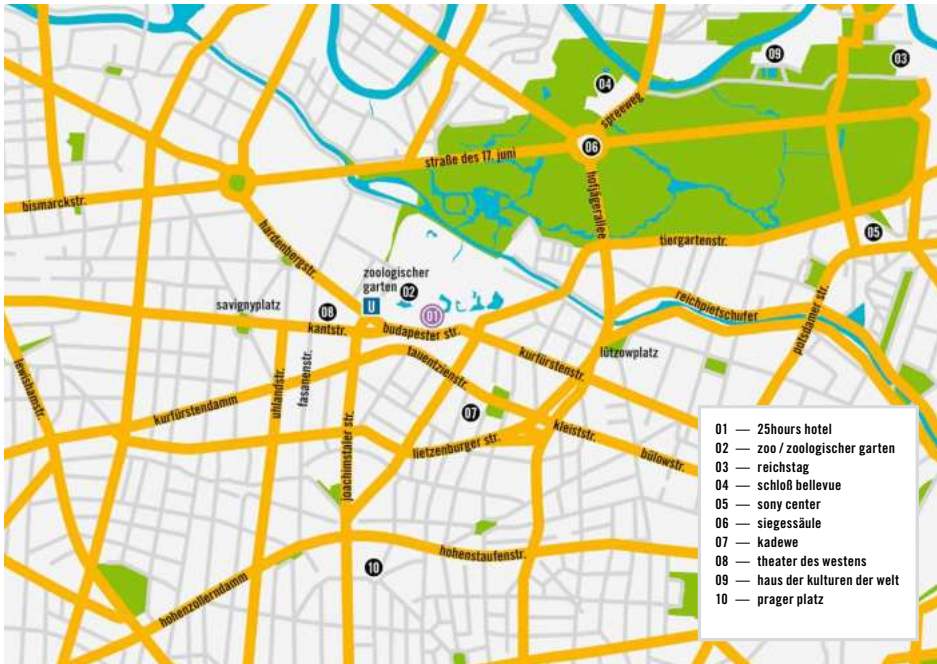 09
03
04
spreeweg
06
straße des 17. juni
hofjägerallee
bismarckstr.
hardenbergstr.
tiergartenstr.
05
zoologischer
garten
02
U
01
savignyplatz
08
kantstr.
budapester str.
reichpietschufer
potsdamer str.
lützowplatz
kurfürstenstr.
tauentzienstr.
lewishamstr.
uhlandstr.
fasanenstr.
kurfürstendamm
07
kleiststr.
lietzenburger str.
bülowstr.
joachimstaler str.
hohenstaufenstr.
10
hohenzollerndamm
01 — 25hours hotel
02 — zoo / zoologischer garten
03 — reichstag
04 — schloß bellevue
05 — sony center
06 — siegessäule
07 — kadewe
08 — theater des westens
09 — haus der kulturen der welt
10 — prager platz